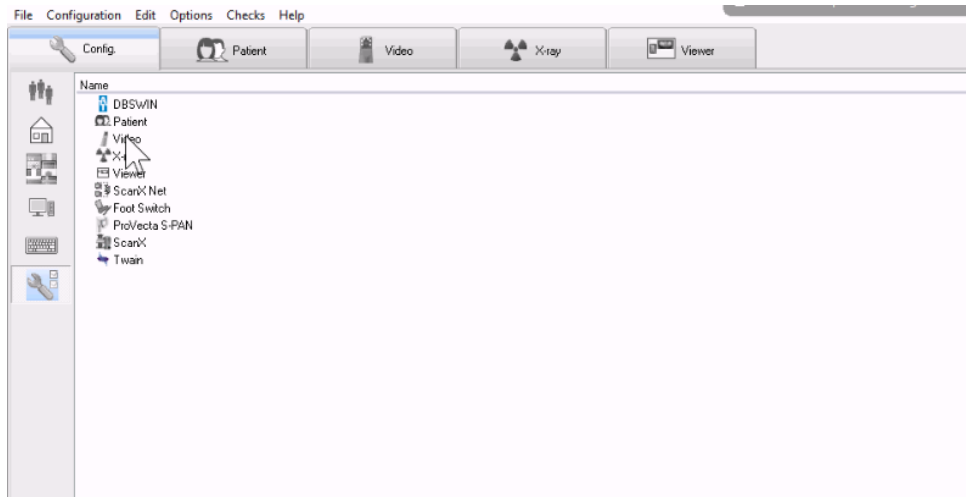 File Configuration Edit Options Checks Help
Config. Patient Video X-ray Viewer
Name
DBSWIN
Patient
Video
Viewer
ScanX Net
Foot Switch
ProVecta S-PAN
ScanX
Twain